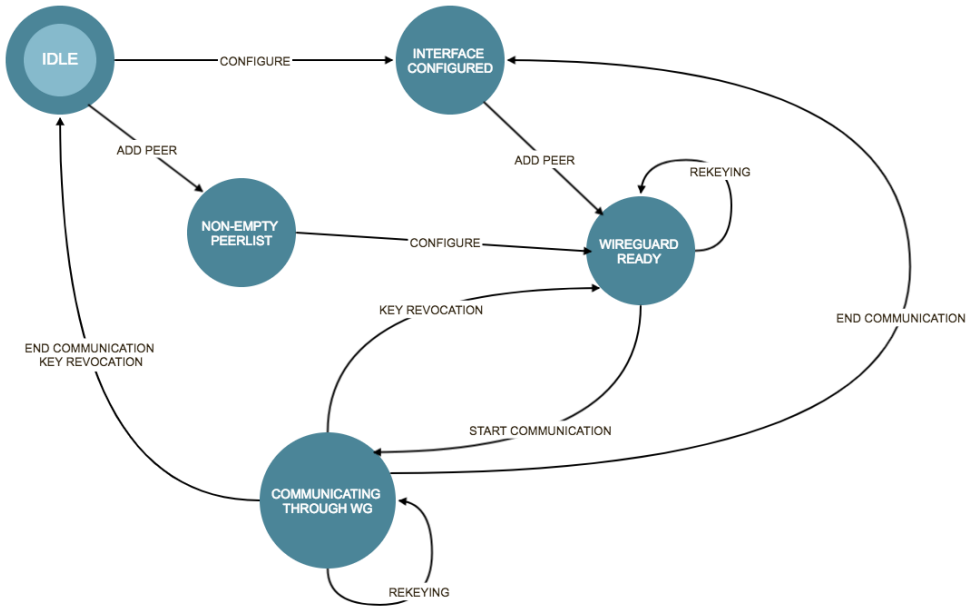 IDLE
CONFIGURE
INTERFACE
CONFIGURED
ADD PEER
ADD PEER
REKEYING
NON-EMPTY
PEERLIST
CONFIGURE
WIREGUARD
READY
KEY REVOCATION
END COMMUNICATION
END COMMUNICATION
KEY REVOCATION
START COMMUNICATION
COMMUNICATING
THROUGH WG
REKEYING